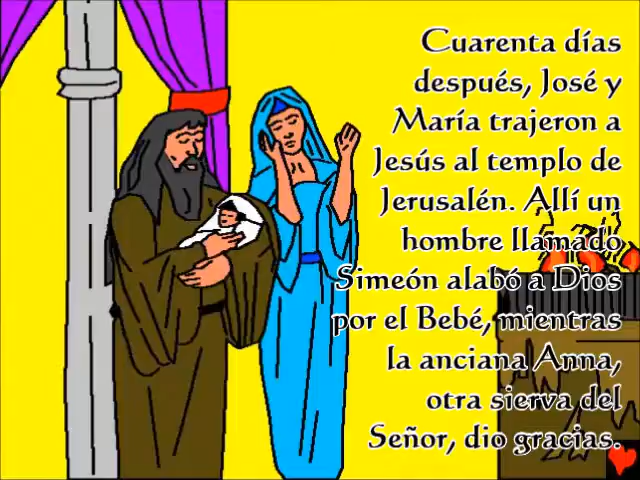 Cuarenta días
después, José y
María trajeron a
Jesús al templo de
Jerusalén. Allí un
hombre llamado
Simeón alabó a Dios
por el Bebé, mientras
la anciana Anna,
otra sierva del
Señor, dio gracias.